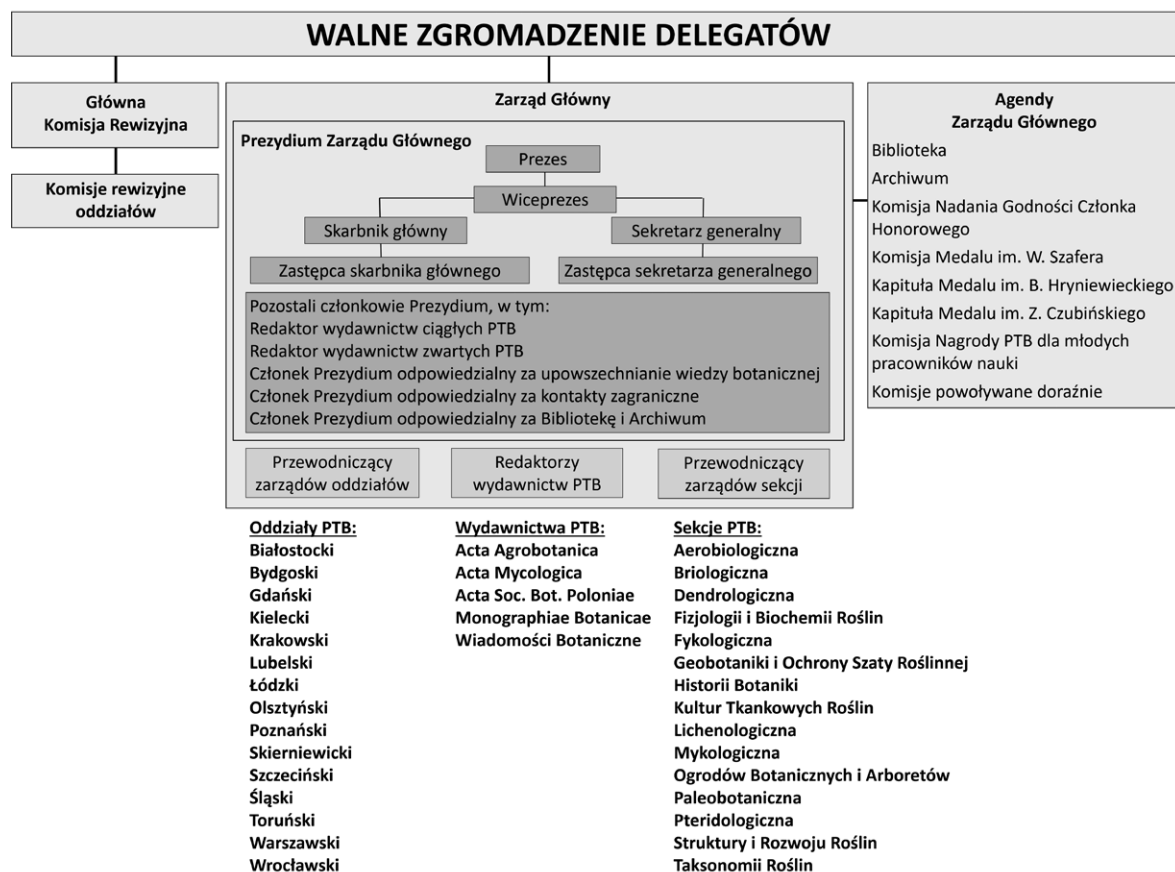 WALNE ZGROMADZENIE DELEGATÓW
Główna
Komisja Rewizyjna
Komisje rewizyjne
oddziałów
Zarząd Główny
Prezydium Zarządu Głównego
Prezes
Wiceprezes
Skarbnik główny
Sekretarz generalny
Zastępca skarbnika głównego
Zastępca sekretarza generalnego
Pozostali członkowie Prezydium, w tym:
Redaktor wydawnictw ciągłych PTB
Redaktor wydawnictw zwartych PTB
Członek Prezydium odpowiedzialny za upowszechnianie wiedzy botanicznej
Członek Prezydium odpowiedzialny za kontakty zagraniczne
Członek Prezydium odpowiedzialny za Bibliotekę i Archiwum
Przewodniczący
zarządów oddziałów
Redaktorzy
wydawnictw PTB
Przewodniczący
zarządów sekcji
Agendy
Zarządu Głównego
Biblioteka
Archiwum
Komisja Nadania Godności Członka
Honorowego
Komisja Medalu im. W. Szafera
Kapituła Medalu im. B. Hryniewieckiego
Kapituła Medalu im. Z. Czubińskiego
Komisja Nagrody PTB dla młodych
pracowników nauki
Komisje powoływane doraźnie
Oddziały PTB:
Białostocki
Bydgoski
Gdański
Kielecki
Krakowski
Lubelski
Łódzki
Olsztyński
Poznański
Skierniewicki
Szczeciński
Śląski
Toruński
Warszawski
Wrocławski
Wydawnictwa PTB:
Acta Agrobotanica
Acta Mycologica
Acta Soc. Bot. Poloniae
Monographiae Botanicae
Wiadomości Botaniczne
Sekcje PTB:
Aerobiologiczna
Briologiczna
Dendrologiczna
Fizjologii i Biochemii Roślin
Fykologiczna
Geobotaniki i Ochrony Szaty Roślinnej
Historii Botaniki
Kultur Tkankowych Roślin
Lichenologiczna
Mykologiczna
Ogrodów Botanicznych i Arboretów
Paleobotaniczna
Pteridologiczna
Struktury i Rozwoju Roślin
Taksonomii Roślin